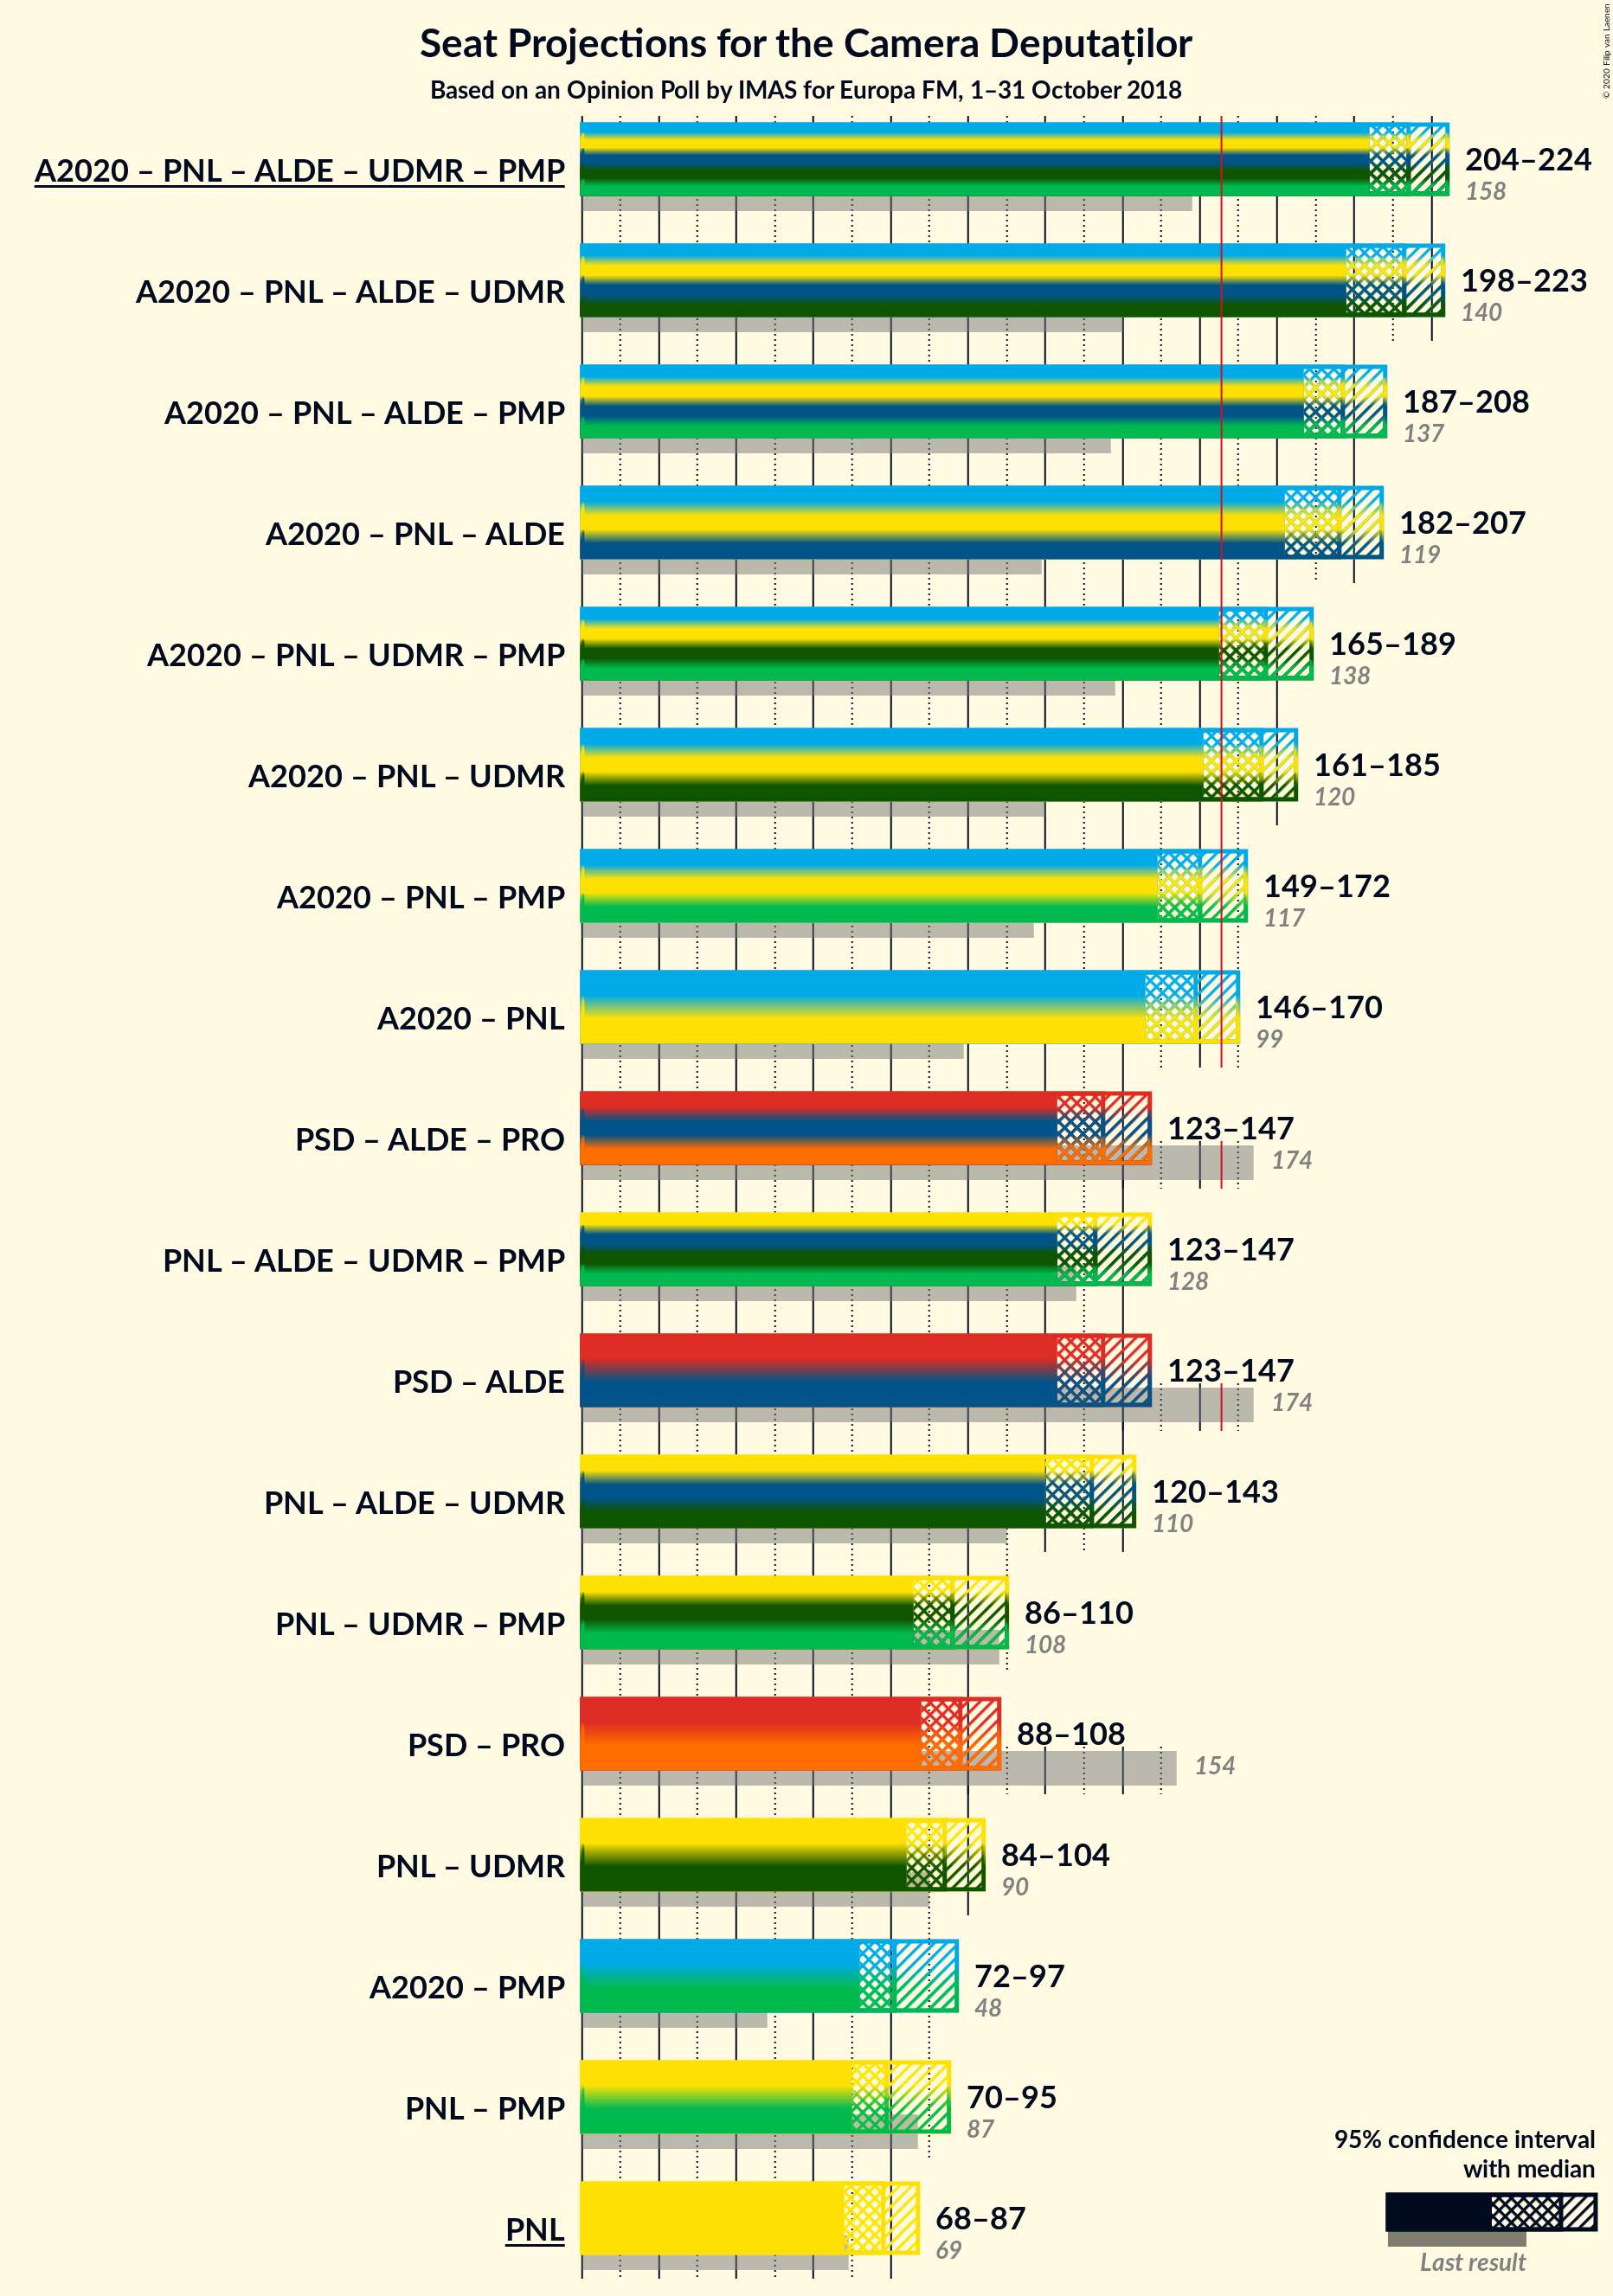 Seat Projections for the Camera Deputaților
Based on an Opinion Poll by IMAS for Europa FM, 1–31 October 2018
© 2020 Filip van Laenen
A2020 – PNL – ALDE – UDMR – PMP
204–224
158
A2020 – PNL – ALDE – UDMR
198–223
140
A2020 – PNL – ALDE – PMP
187–208
137
A2020 – PNL – ALDE
182–207
119
A2020 – PNL – UDMR – PMP
165–189
138
A2020 – PNL – UDMR
161–185
120
A2020 – PNL – PMP
149–172
117
A2020 – PNL
146–170
99
PSD – ALDE – PRO
123–147
174
PNL – ALDE – UDMR – PMP
123–147
128
PSD – ALDE
123–147
174
PNL – ALDE – UDMR
120–143
110
PNL – UDMR – PMP
86–110
108
PSD – PRO
88–108
154
PNL – UDMR
84–104
90
A2020 – PMP
72–97
48
PNL – PMP
70–95
87
PNL
68–87
69
95% confidence interval
with median
Last result